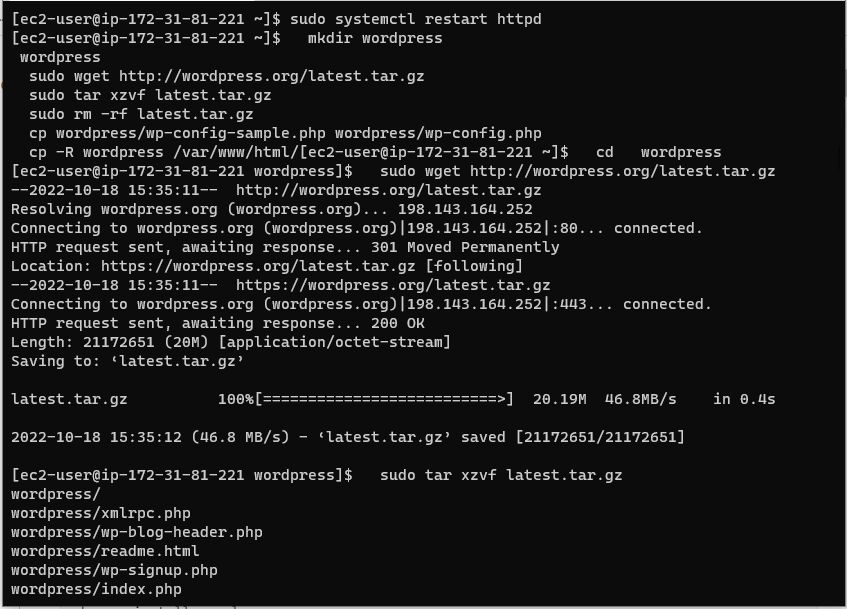 [ec2-user@ip-172-31-81-221 ~]$ sudo systemctl restart httpd
[ec2-user@ip-172-31-81-221 ~]$   mkdir wordpress
 wordpress
  sudo wget http://wordpress.org/latest.tar.gz
  sudo tar xzvf latest.tar.gz
  sudo rm -rf latest.tar.gz
  cp wordpress/wp-config-sample.php wordpress/wp-config.php
  cp -R wordpress /var/www/html/[ec2-user@ip-172-31-81-221 ~]$   cd   wordpress
[ec2-user@ip-172-31-81-221 wordpress]$   sudo wget http://wordpress.org/latest.tar.gz
--2022-10-18 15:35:11--  http://wordpress.org/latest.tar.gz
Resolving wordpress.org (wordpress.org)... 198.143.164.252
Connecting to wordpress.org (wordpress.org)|198.143.164.252|:80... connected.
HTTP request sent, awaiting response... 301 Moved Permanently
Location: https://wordpress.org/latest.tar.gz [following]
--2022-10-18 15:35:11--  https://wordpress.org/latest.tar.gz
Connecting to wordpress.org (wordpress.org)|198.143.164.252|:443... connected.
HTTP request sent, awaiting response... 200 OK
Length: 21172651 (20M) [application/octet-stream]
Saving to: ‘latest.tar.gz’
latest.tar.gz          100%[==========================>]  20.19M  46.8MB/s    in 0.4s
2022-10-18 15:35:12 (46.8 MB/s) - ‘latest.tar.gz’ saved [21172651/21172651]
[ec2-user@ip-172-31-81-221 wordpress]$   sudo tar xzvf latest.tar.gz
wordpress/
wordpress/xmlrpc.php
wordpress/wp-blog-header.php
wordpress/readme.html
wordpress/wp-signup.php
wordpress/index.php